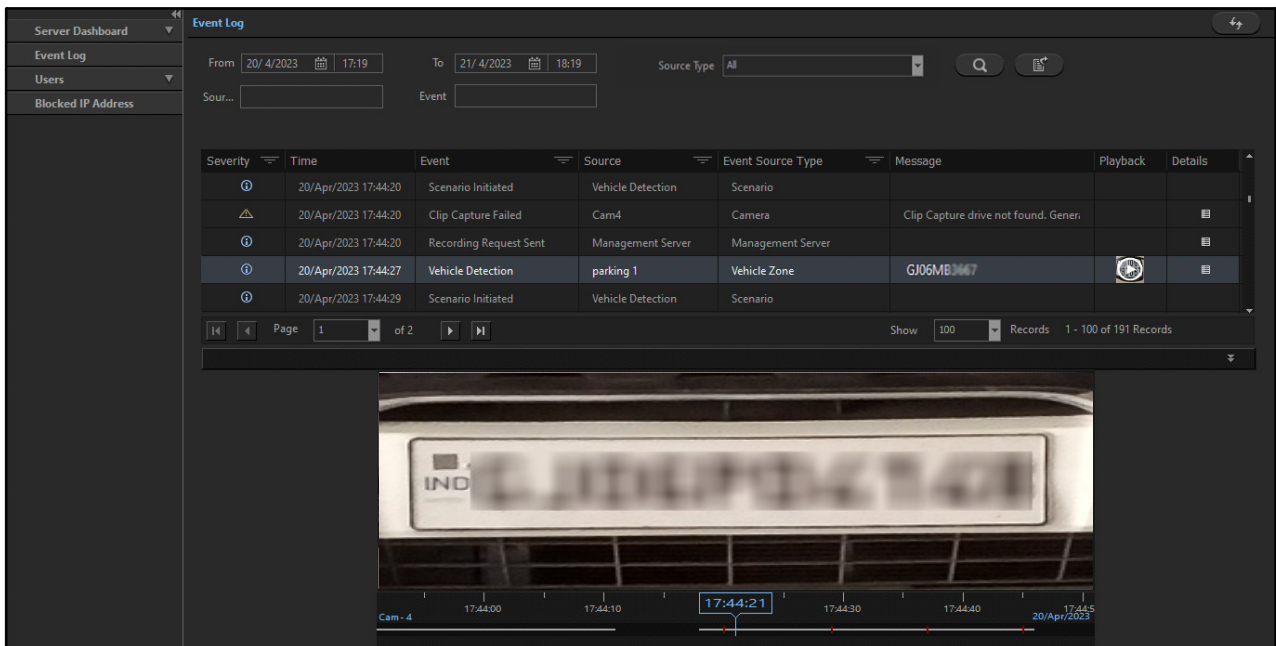 Server Dashboard
Event Log
Users
Blocked IP Address
Event Log
From 20/ 4/2023 17:19 To 21/ 4/2023 18:19 Source Type All
Sour... Event
Severity Time Event Source Event Source Type Message Playback Details
20/Apr/2023 17:44:20 Scenario Initiated Vehicle Detection Scenario
20/Apr/2023 17:44:20 Clip Capture Failed Cam4 Camera Clip Capture drive not found. Genera
20/Apr/2023 17:44:20 Recording Request Sent Management Server Management Server
20/Apr/2023 17:44:27 Vehicle Detection parking 1 Vehicle Zone GJ06MB
20/Apr/2023 17:44:29 Scenario Initiated Vehicle Detection Scenario
Page 1 of 2 Show 100 Records 1 - 100 of 191 Records
IND
17:44:00 17:44:10 17:44:21 17:44:30 17:44:40 17:44:5
Cam - 4 20/Apr/2023